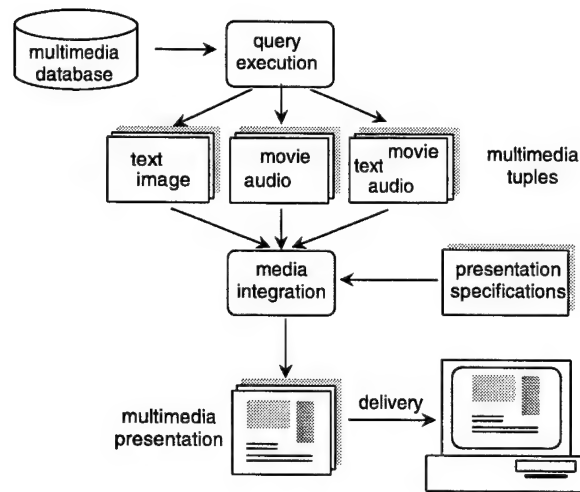 multimedia
database
query
execution
text
image
movie
audio
movie
text
audio
multimedia
tuples
media
integration
presentation
specifications
multimedia
presentation
delivery